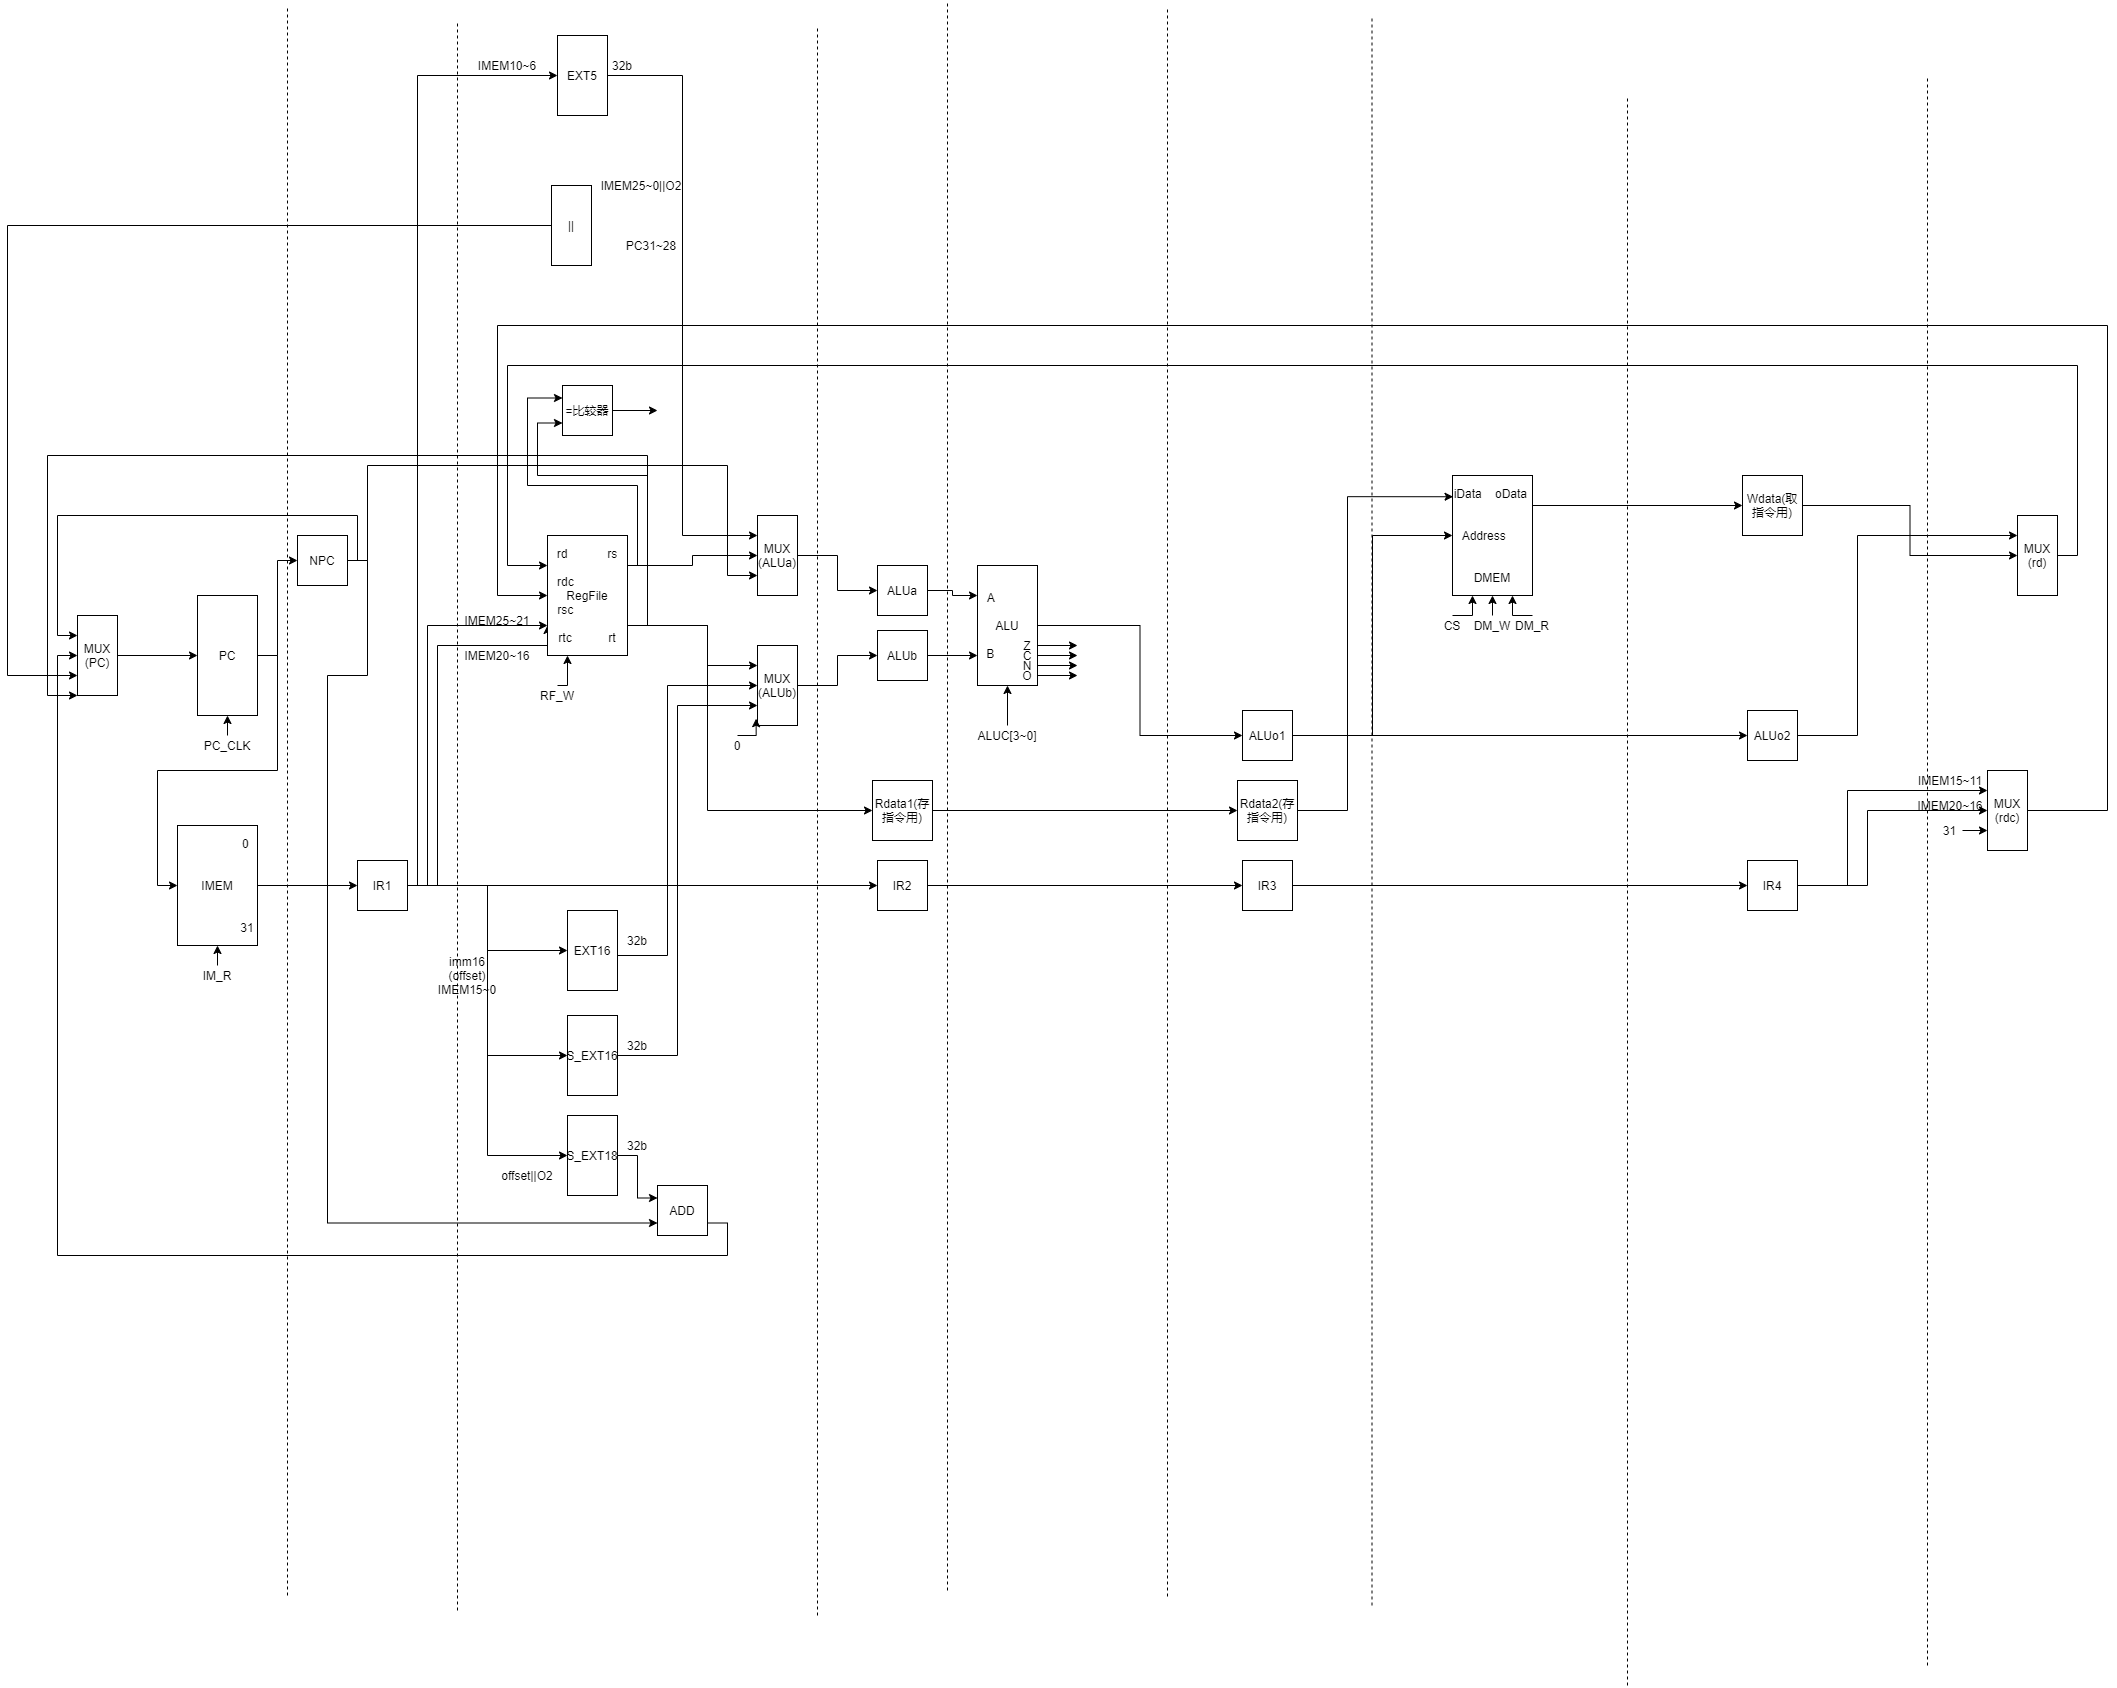 IMEM10~6
EXT5
32b
IMEM25~0||O2
||
PC31~28
=比较器
iData
oData
Address
DMEM
CS
DM_W
DM_R
Wdata(取
指令用)
MUX
(rd)
NPC
rd
rs
rdc
RegFile
rsc
rtc
rt
IMEM25~21
IMEM20~16
RF_W
MUX
(ALUa)
ALUa
A
ALU
B
Z
C
N
O
ALUC[3~0]
MUX
(PC)
PC
PC_CLK
MUX
(ALUb)
0
ALUb
ALUo1
ALUo2
Rdata1(存
指令用)
Rdata2(存
指令用)
IMEM15~11
IMEM20~16
31
MUX
(rdc)
0
IMEM
31
IM_R
IR1
IR2
IR3
IR4
imm16
(offset)
IMEM15~0
EXT16
32b
S_EXT16
32b
S_EXT18
32b
offset||O2
ADD